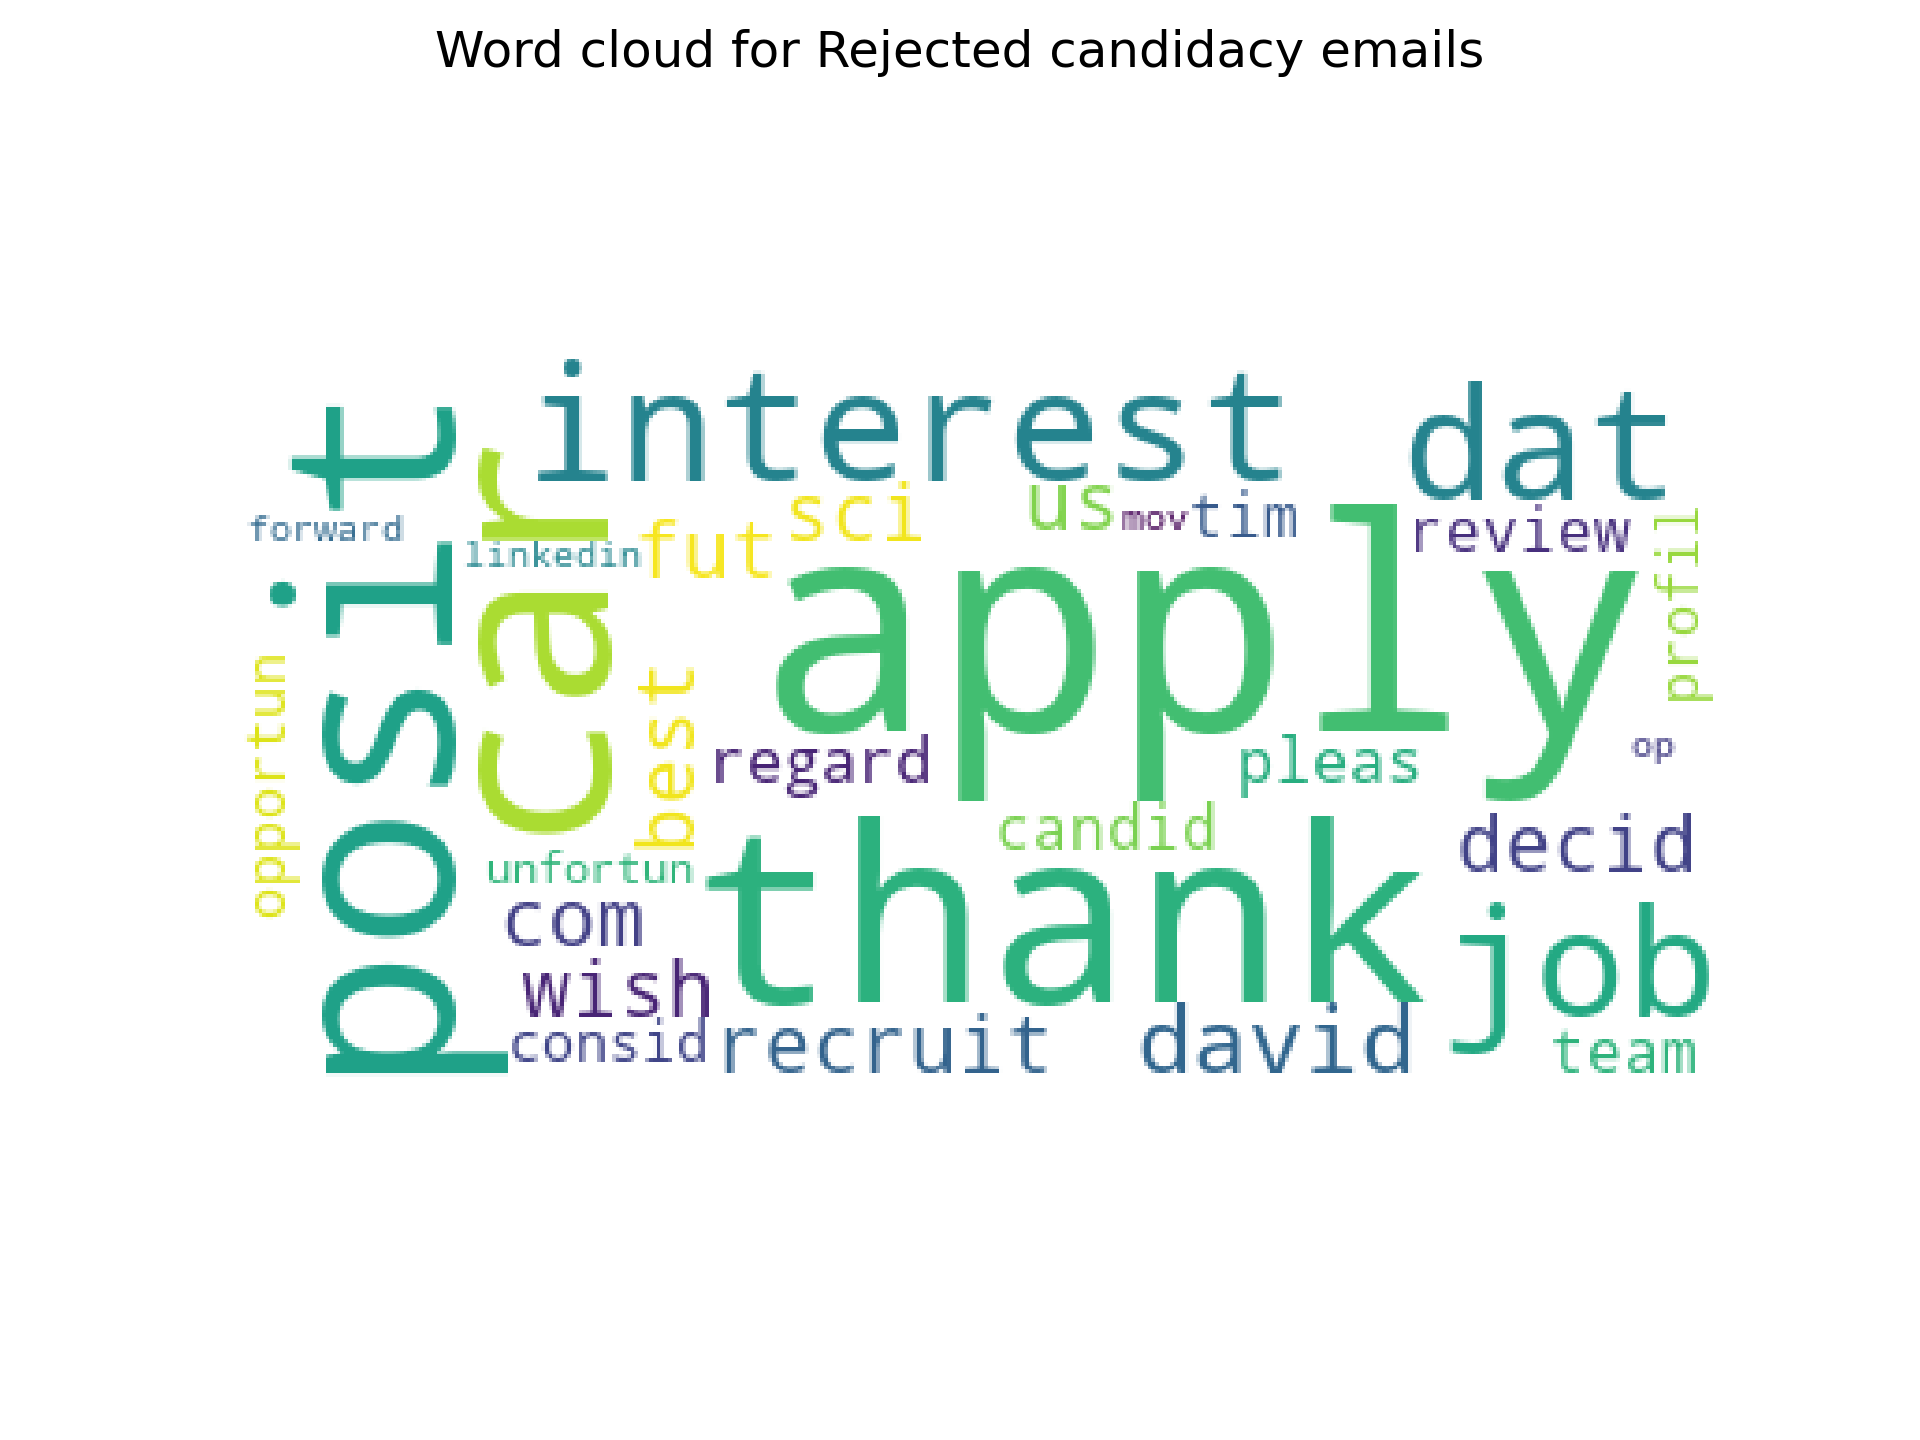 Word cloud for Rejected candidacy emails
interest
dat
posit
car
forward
linkedin
fut
sci
us
mov
tim
review
profil
apply
opportun
best
regard
pleas
op
candid
decid
unfortun
thank
com
wish
job
consid
recruit
david
team